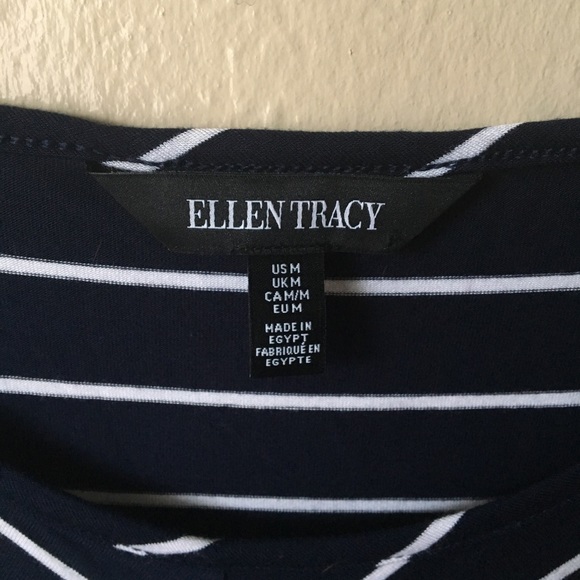 ELLEN TRACY
US M
UK M
CA M/M
EU M
MADE IN
EGYPT
FABRIQUÉ EN
EGYPTE